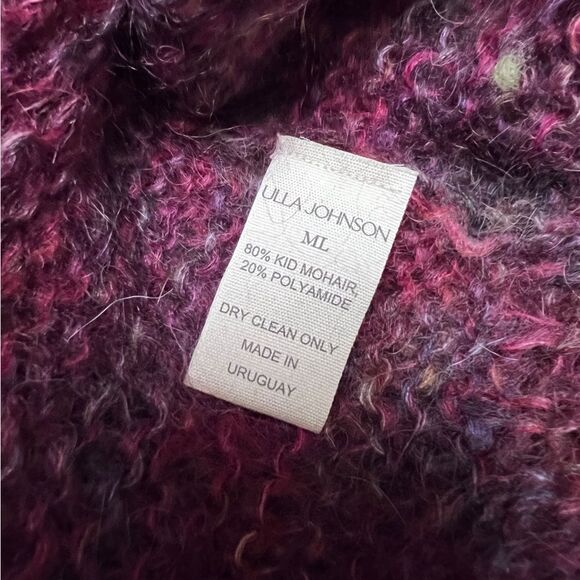 ULLA JOHNSON
ML
80% KID MOHAIR,
20% POLYAMIDE
DRY CLEAN ONLY
MADE IN
URUGUAY